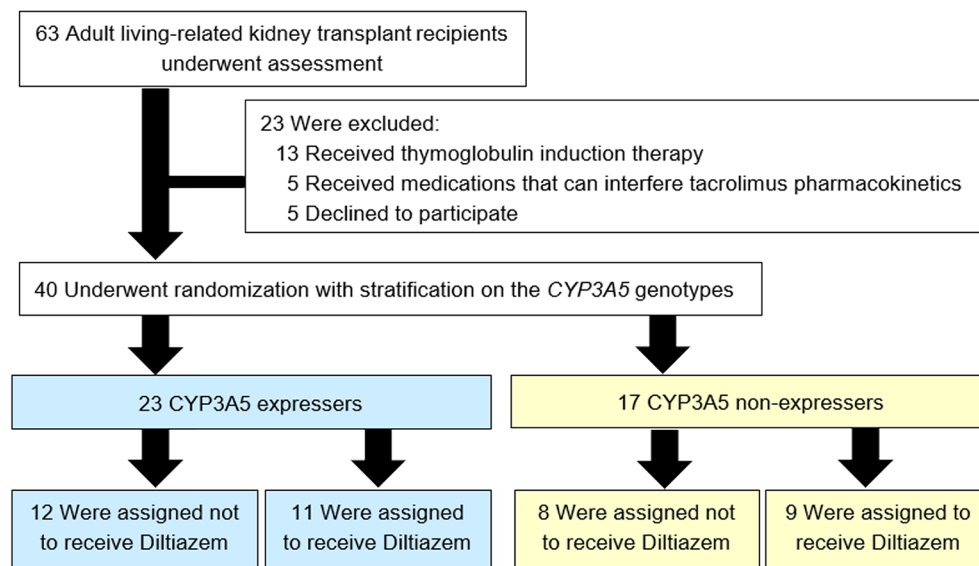 63 Adult living-related kidney transplant recipients
underwent assessment
23 Were excluded:
13 Received thymoglobulin induction therapy
5 Received medications that can interfere tacrolimus pharmacokinetics
5 Declined to participate
40 Underwent randomization with stratification on the CYP3A5 genotypes
23 CYP3A5 expressers
17 CYP3A5 non-expressers
12 Were assigned not
to receive Diltiazem
11 Were assigned
to receive Diltiazem
8 Were assigned not
to receive Diltiazem
9 Were assigned to
receive Diltiazem